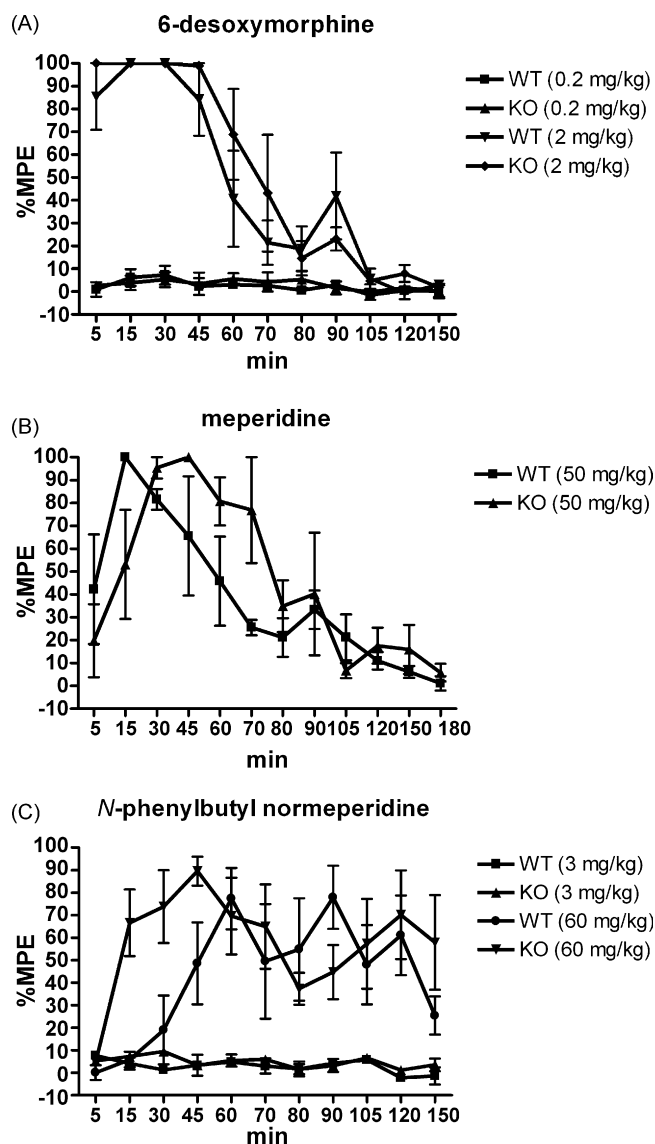 (A)
6-desoxymorphine
100
90
80
70
60
50
40
30
20
10
0
-10
%MPE
5 15 30 45 60 70 80 90 105 120 150
min
WT (0.2 mg/kg)
KO (0.2 mg/kg)
WT (2 mg/kg)
KO (2 mg/kg)
(B)
meperidine
100
90
80
70
60
50
40
30
20
10
0
-10
%MPE
5 15 30 45 60 70 80 90 105 120 150 180
min
WT (50 mg/kg)
KO (50 mg/kg)
(C)
N-phenylbutyl normeperidine
100
90
80
70
60
50
40
30
20
10
0
-10
%MPE
5 15 30 45 60 70 80 90 105 120 150
min
WT (3 mg/kg)
KO (3 mg/kg)
WT (60 mg/kg)
KO (60 mg/kg)